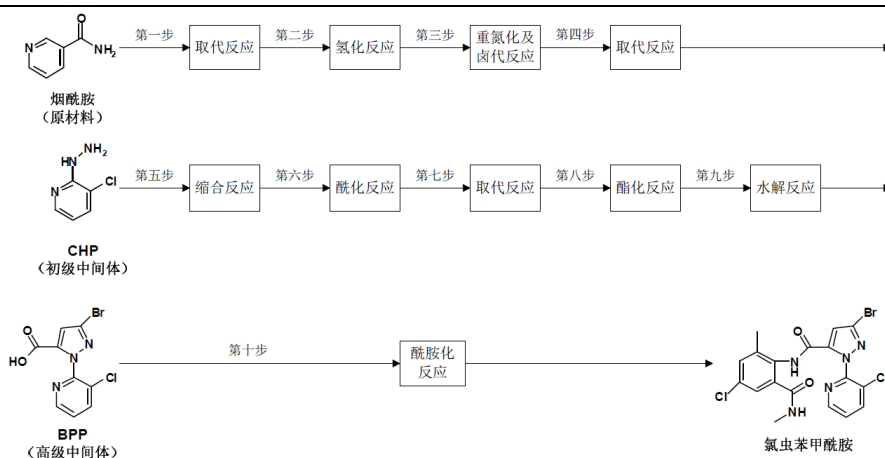 O
NH₂
N
烟酰胺
(原材料)
第一步
取代反应
第二步
氢化反应
第三步
重氮化及
卤代反应
第四步
取代反应
NH₂
HN
Cl
N
CHP
(初级中间体)
第五步
缩合反应
第六步
酰化反应
第七步
取代反应
第八步
酯化反应
第九步
水解反应
Br
O
HO
N
N
Cl
N
BPP
(高级中间体)
第十步
酰胺化
反应
Br
O
N
HN
N
Cl
O
N
Cl
NH
氯虫苯甲酰胺